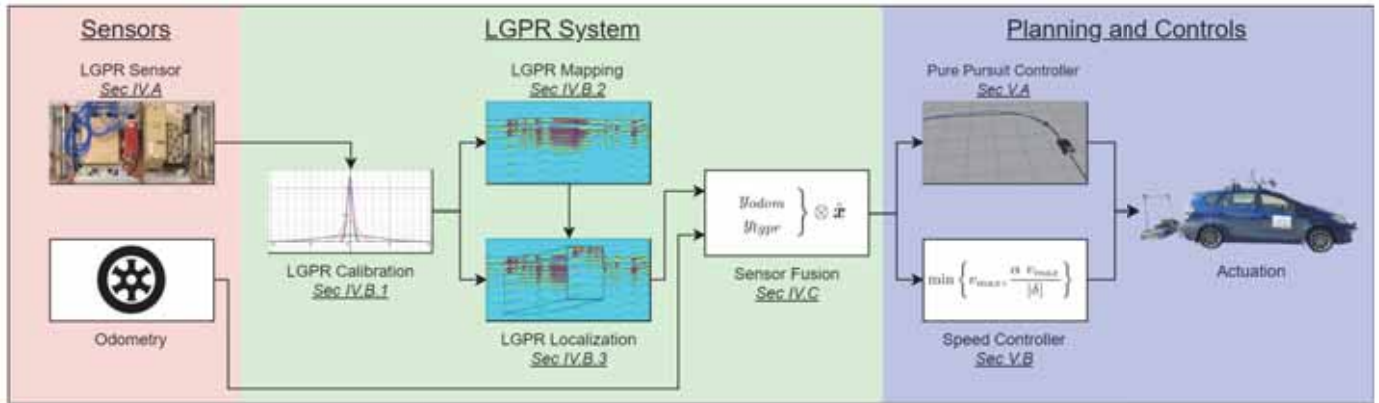 Sensors
LGPR System
Planning and Controls
LGPR Sensor
Sec IV.A
LGPR Mapping
Sec IV.B.2
Pure Pursuit Controller
Sec V.A
LGPR Calibration
Sec IV.B.1
y_odom
y_lgpr } ⊗ x̂
Sensor Fusion
Sec IV.C
min { v_max, α v_max / |δ| }
Odometry
LGPR Localization
Sec IV.B.3
Speed Controller
Sec V.B
Actuation